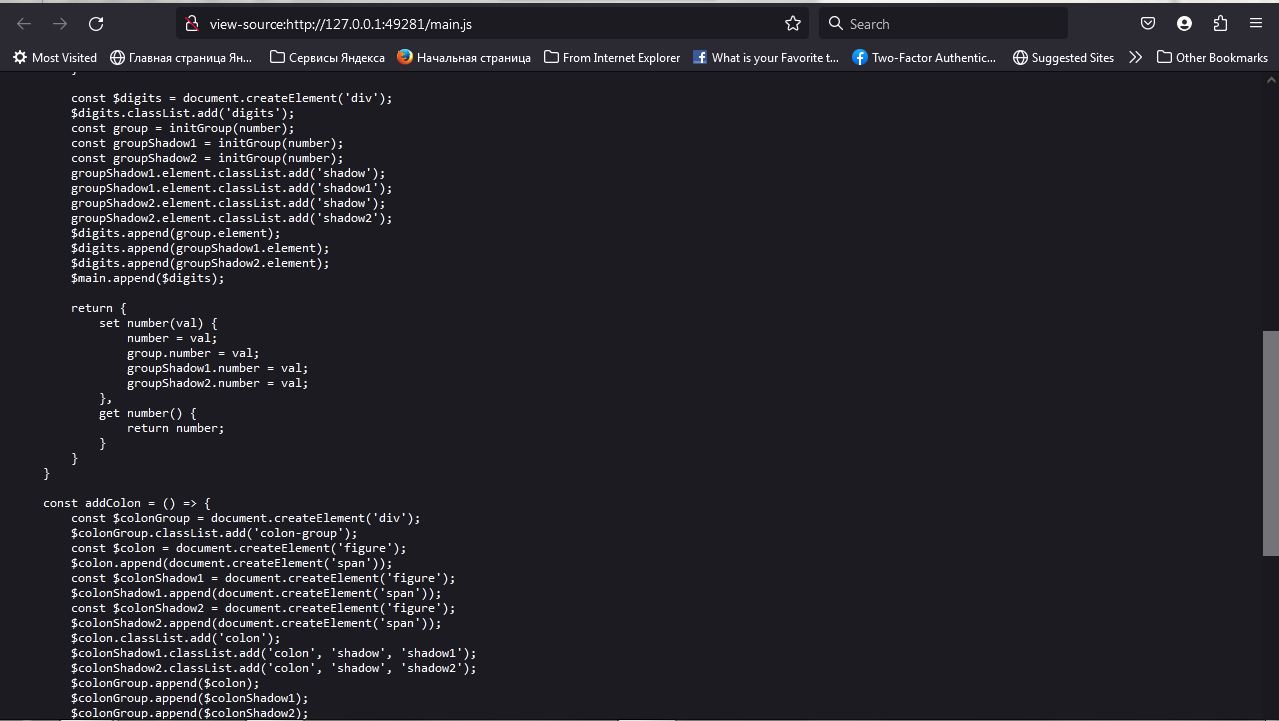 view-source:http://127.0.0.1:49281/main.js
Search
Most Visited
Главная страница Ян...
Сервисы Яндекса
Начальная страница
From Internet Explorer
What is your Favorite t...
Two-Factor Authentic...
Suggested Sites
Other Bookmarks
}
const $digits = document.createElement('div');
$digits.classList.add('digits');
const group = initGroup(number);
const groupShadow1 = initGroup(number);
const groupShadow2 = initGroup(number);
groupShadow1.element.classList.add('shadow');
groupShadow1.element.classList.add('shadow1');
groupShadow2.element.classList.add('shadow');
groupShadow2.element.classList.add('shadow2');
$digits.append(group.element);
$digits.append(groupShadow1.element);
$digits.append(groupShadow2.element);
$main.append($digits);
return {
set number(val) {
number = val;
group.number = val;
groupShadow1.number = val;
groupShadow2.number = val;
},
get number() {
return number;
}
}
}
const addColon = () => {
const $colonGroup = document.createElement('div');
$colonGroup.classList.add('colon-group');
const $colon = document.createElement('figure');
$colon.append(document.createElement('span'));
const $colonShadow1 = document.createElement('figure');
$colonShadow1.append(document.createElement('span'));
const $colonShadow2 = document.createElement('figure');
$colonShadow2.append(document.createElement('span'));
$colon.classList.add('colon');
$colonShadow1.classList.add('colon', 'shadow', 'shadow1');
$colonShadow2.classList.add('colon', 'shadow', 'shadow2');
$colonGroup.append($colon);
$colonGroup.append($colonShadow1);
$colonGroup.append($colonShadow2);